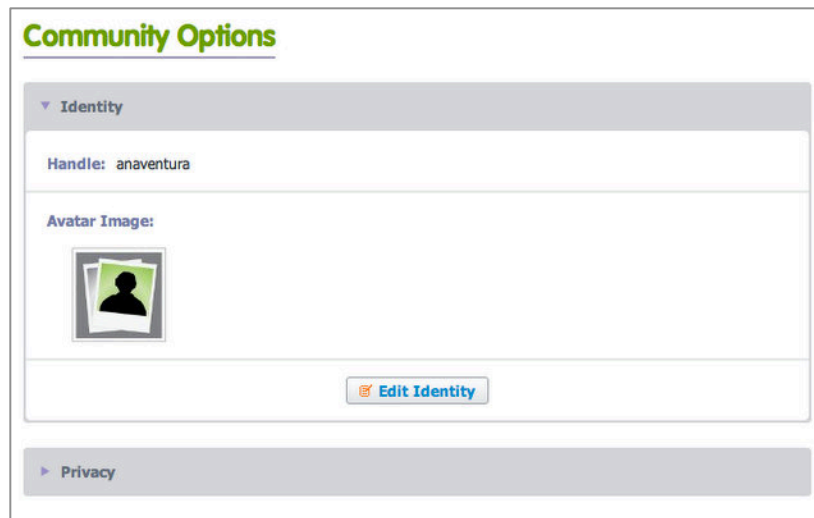 Community Options
Identity
Handle: anaventura
Avatar Image:
Edit Identity
Privacy